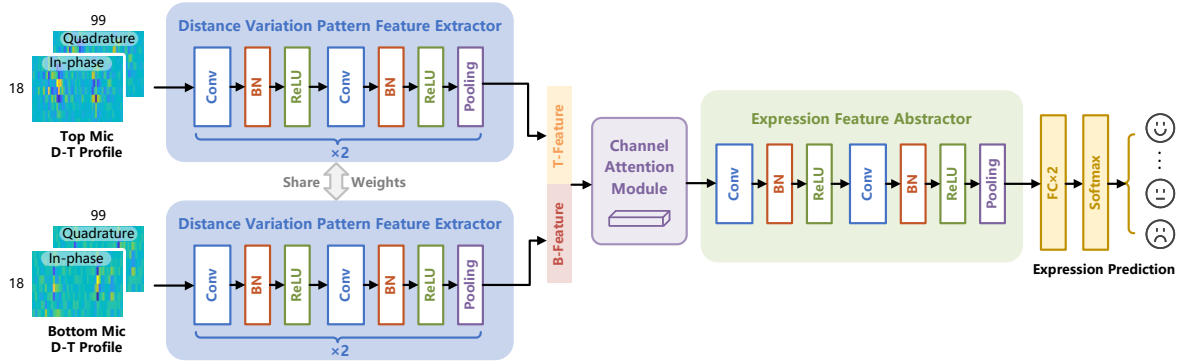 99
Quadrature
In-phase
18
Top Mic
D-T Profile
Distance Variation Pattern Feature Extractor
Conv
BN
ReLU
Conv
BN
ReLU
Pooling
×2
Share Weights
99
Quadrature
In-phase
18
Bottom Mic
D-T Profile
Distance Variation Pattern Feature Extractor
Conv
BN
ReLU
Conv
BN
ReLU
Pooling
×2
T-Feature
B-Feature
Channel
Attention
Module
Expression Feature Abstractor
Conv
BN
ReLU
Conv
BN
ReLU
Pooling
FC×2
Softmax
Expression Prediction